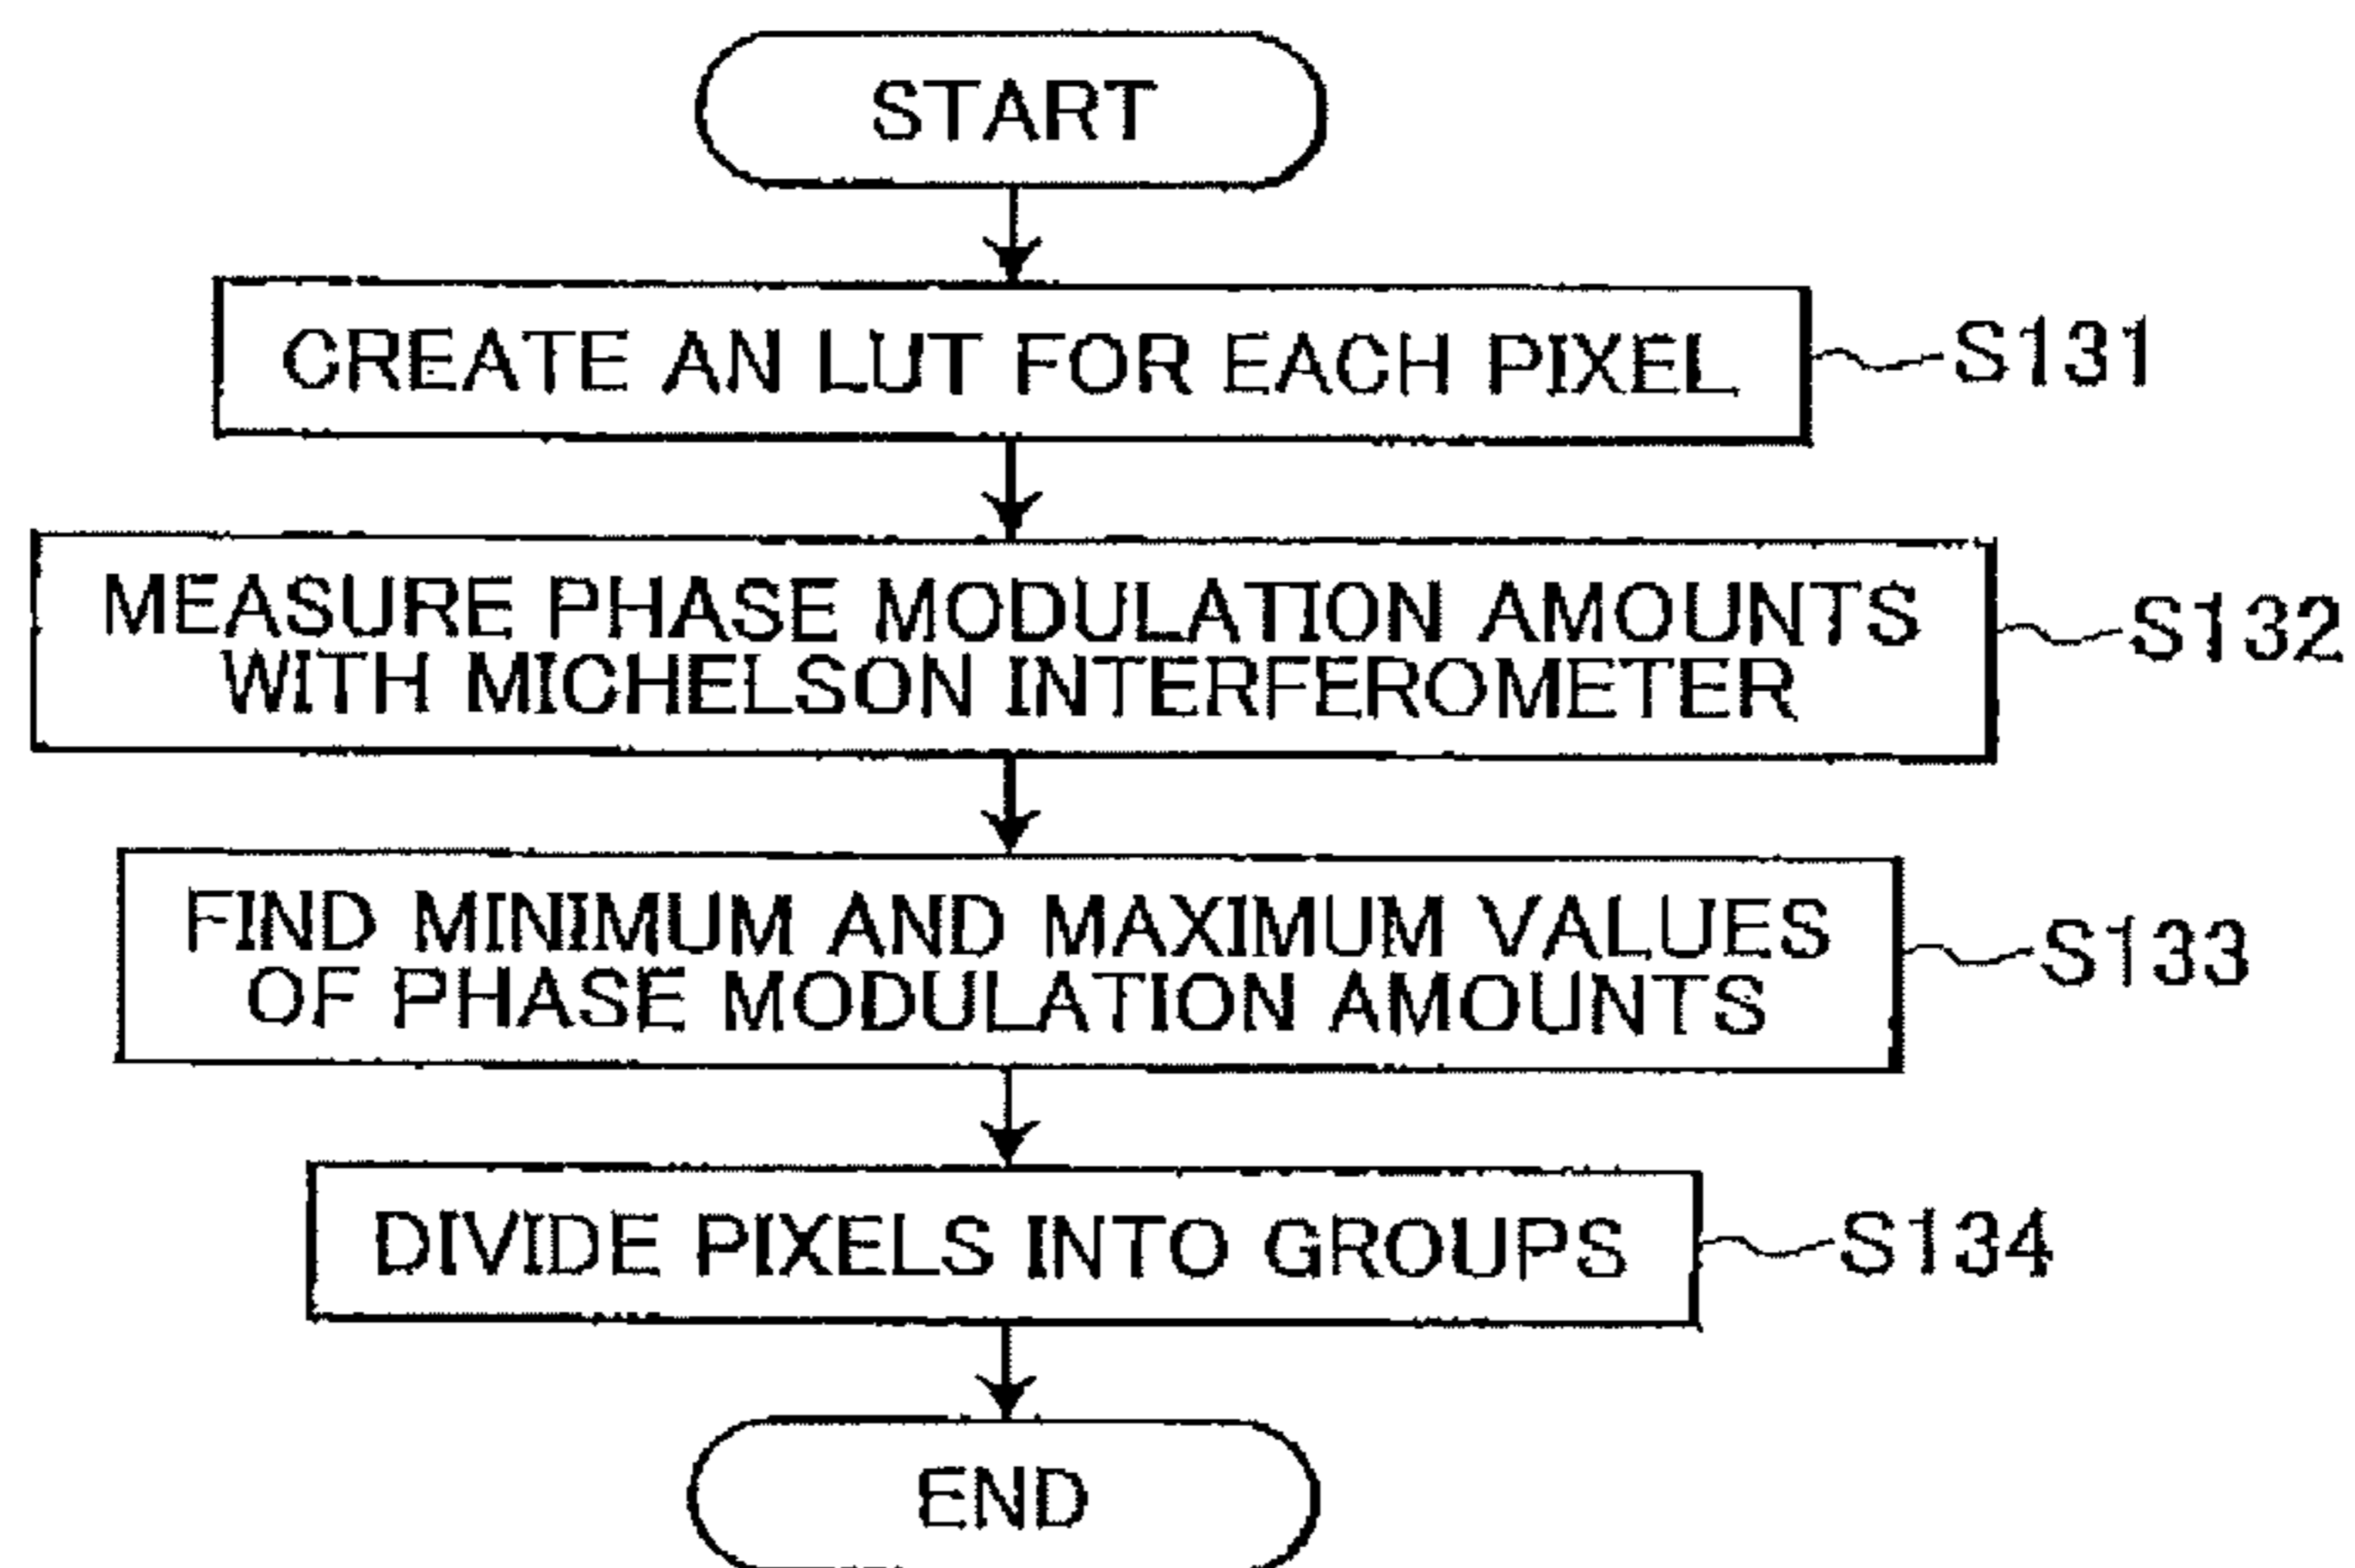 START
CREATE AN LUT FOR EACH PIXEL
S131
MEASURE PHASE MODULATION AMOUNTS
WITH MICHELSON INTERFEROMETER
S132
FIND MINIMUM AND MAXIMUM VALUES
OF PHASE MODULATION AMOUNTS
S133
DIVIDE PIXELS INTO GROUPS
S134
END